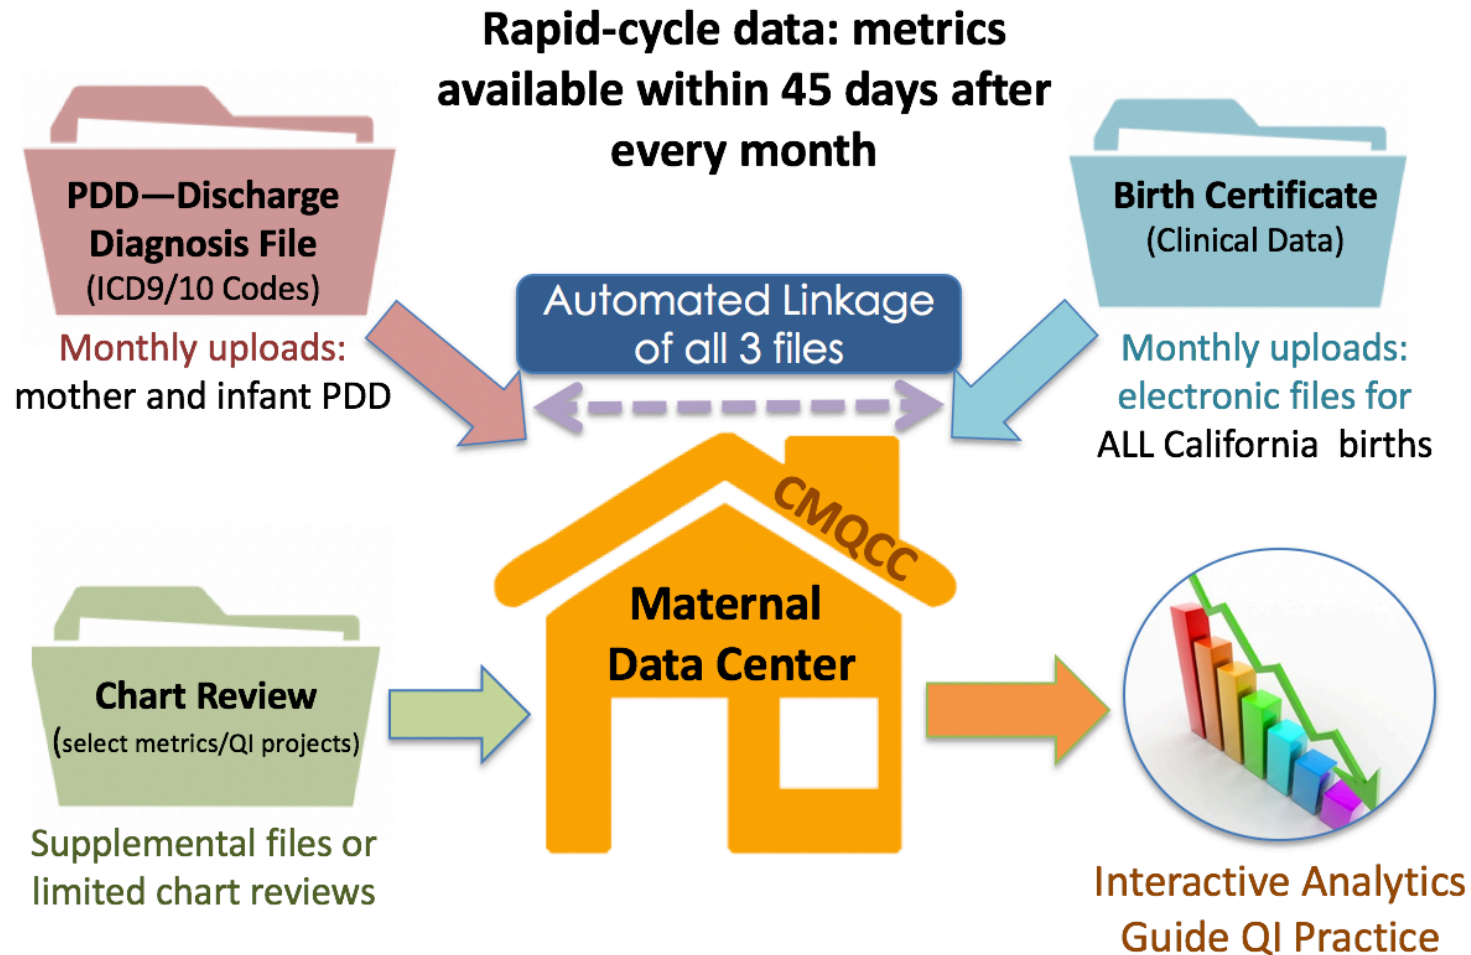 Rapid-cycle data: metrics
available within 45 days after
every month
PDD—Discharge
Diagnosis File
(ICD9/10 Codes)
Monthly uploads:
mother and infant PDD
Birth Certificate
(Clinical Data)
Monthly uploads:
electronic files for
ALL California births
Automated Linkage
of all 3 files
CMQCC
Maternal
Data Center
Chart Review
(select metrics/QI projects)
Supplemental files or
limited chart reviews
Interactive Analytics
Guide QI Practice